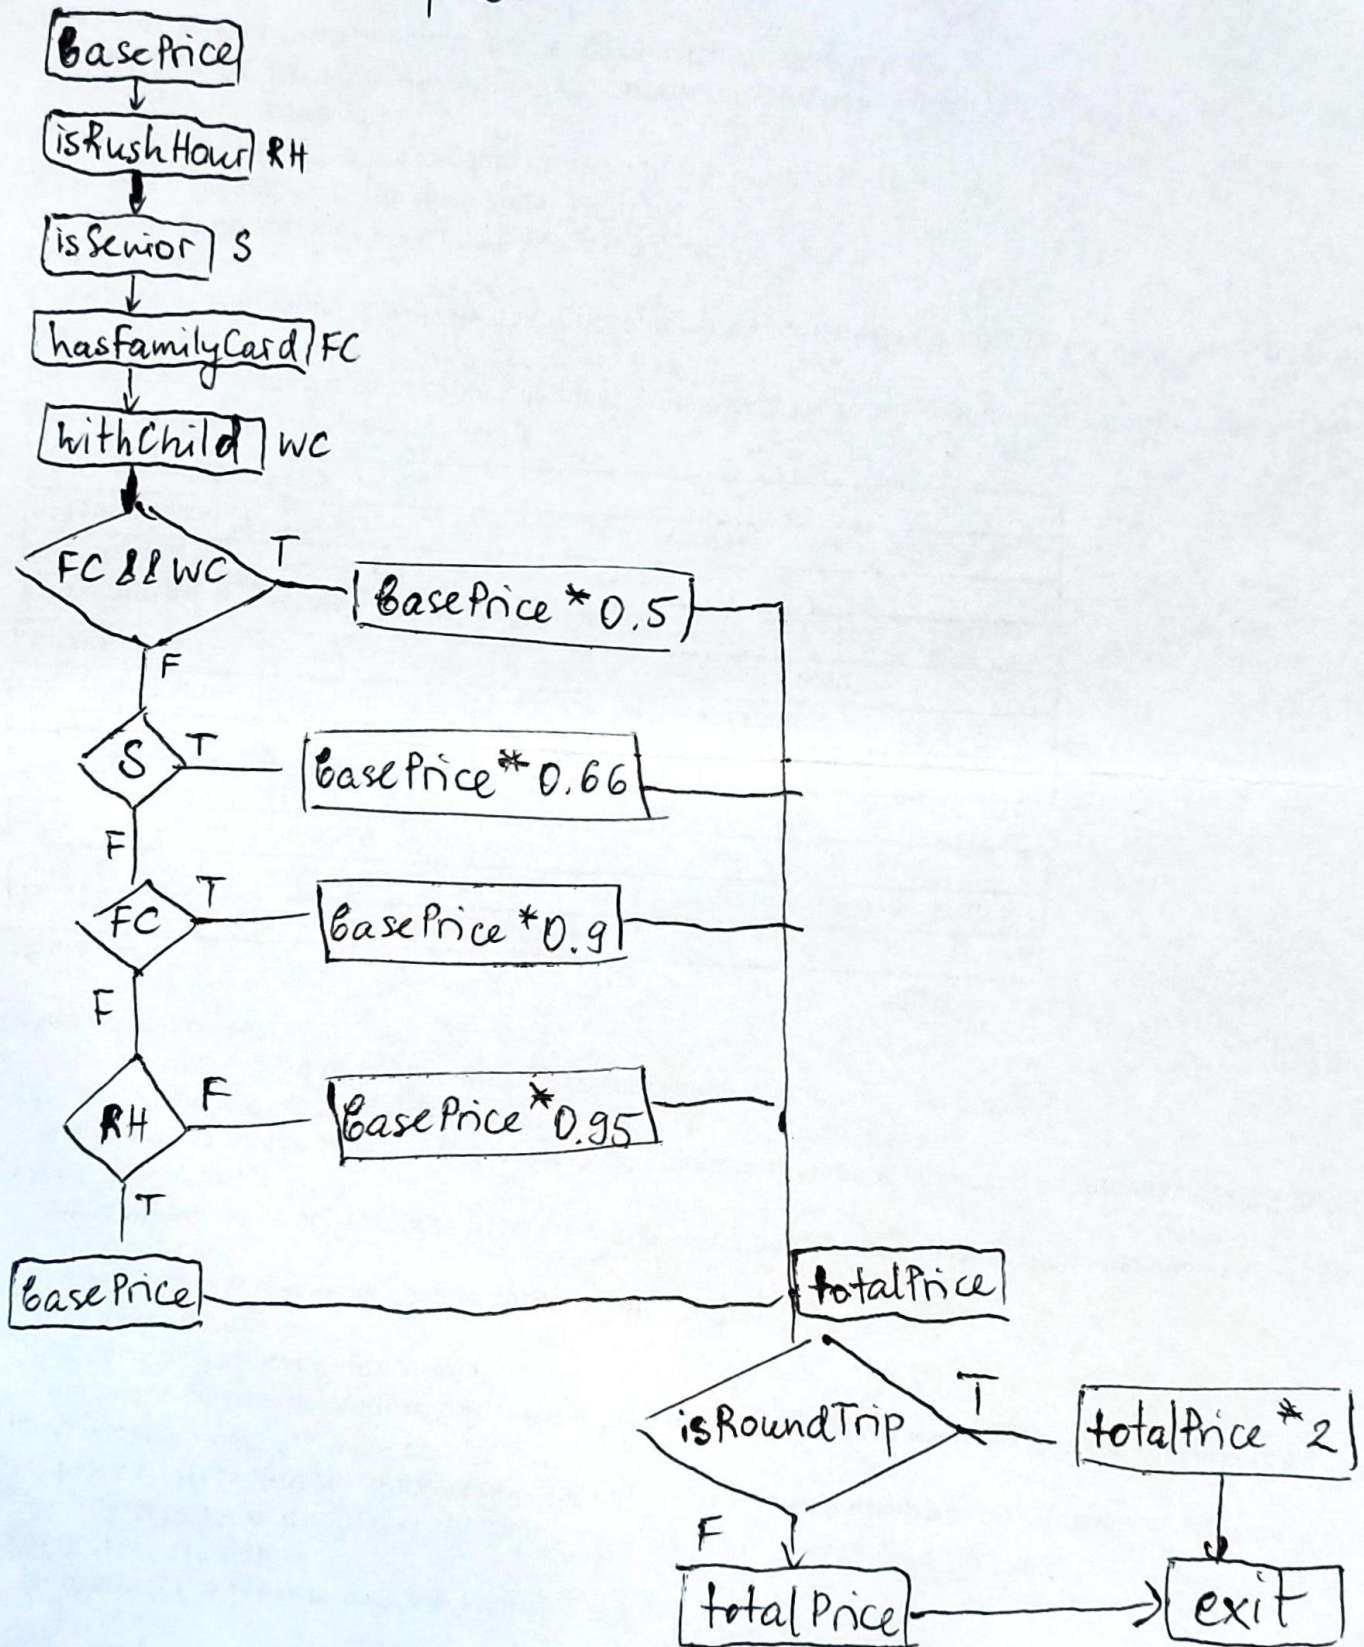 basePrice
isRushHour RH
isSenior S
hasFamilyCard FC
withChild WC
FC && WC T
basePrice * 0.5
F
S T
basePrice * 0.66
F
FC T
basePrice * 0.9
F
RH F
basePrice * 0.95
T
basePrice
totalPrice
isRoundTrip T
totalPrice * 2
F
totalPrice
exit